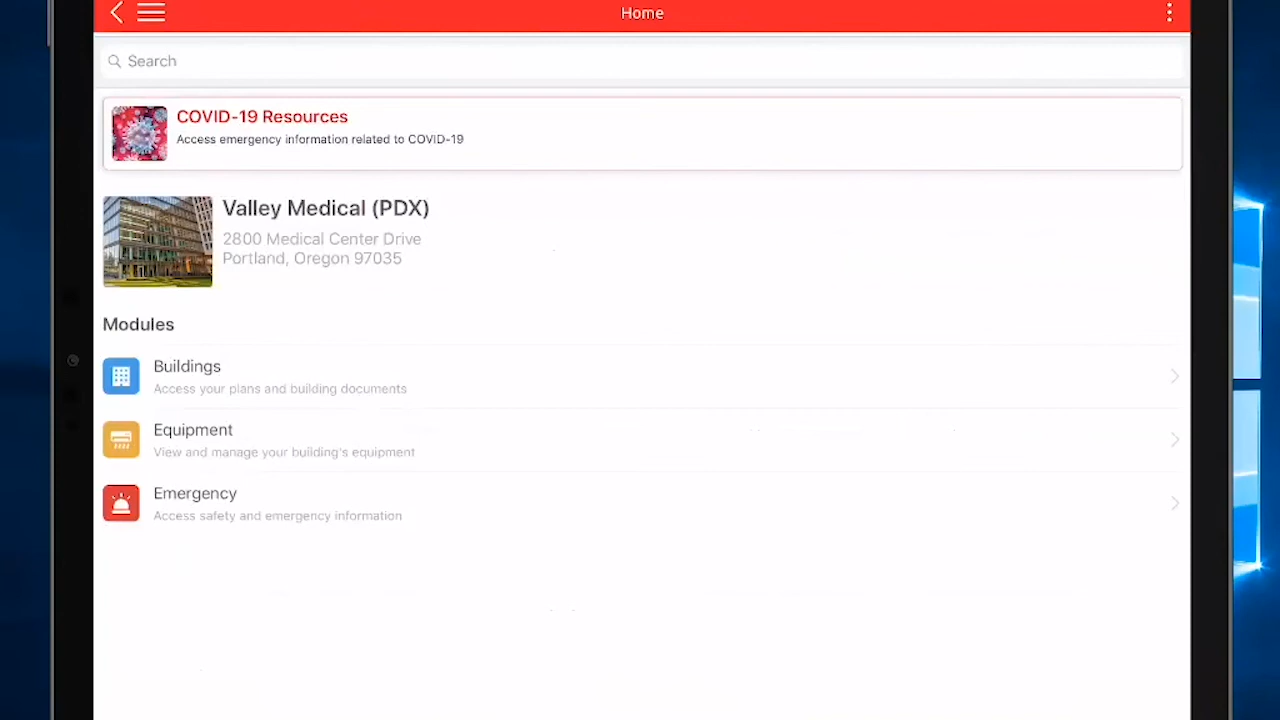 Home
Search
COVID-19 Resources
Access emergency information related to COVID-19
Valley Medical (PDX)
2800 Medical Center Drive
Portland, Oregon 97035
Modules
Buildings
Access your plans and building documents
Equipment
View and manage your building's equipment
Emergency
Access safety and emergency information